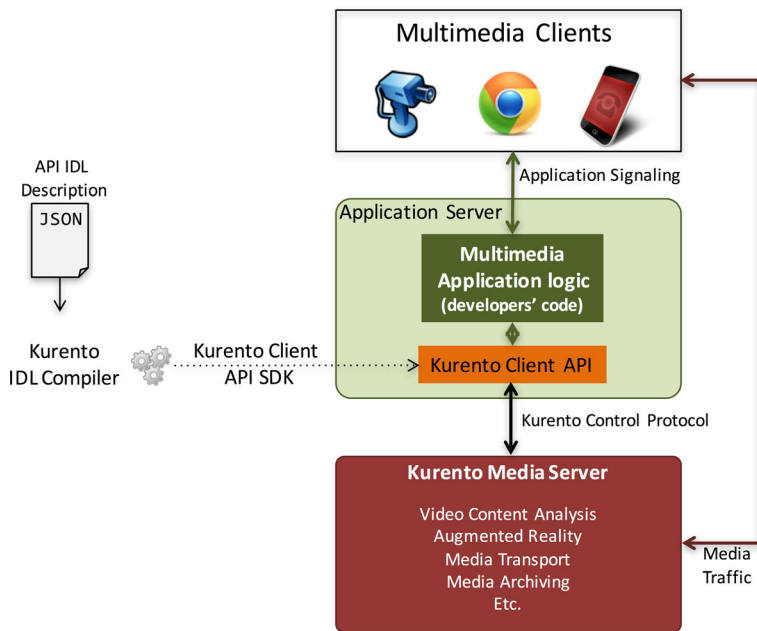 Multimedia Clients
Application Signaling
API IDL
Description
JSON
Application Server
Multimedia
Application logic
(developers' code)
Kurento
IDL Compiler
Kurento Client
API SDK
Kurento Client API
Kurento Control Protocol
Kurento Media Server
Video Content Analysis
Augmented Reality
Media Transport
Media Archiving
Etc.
Media
Traffic